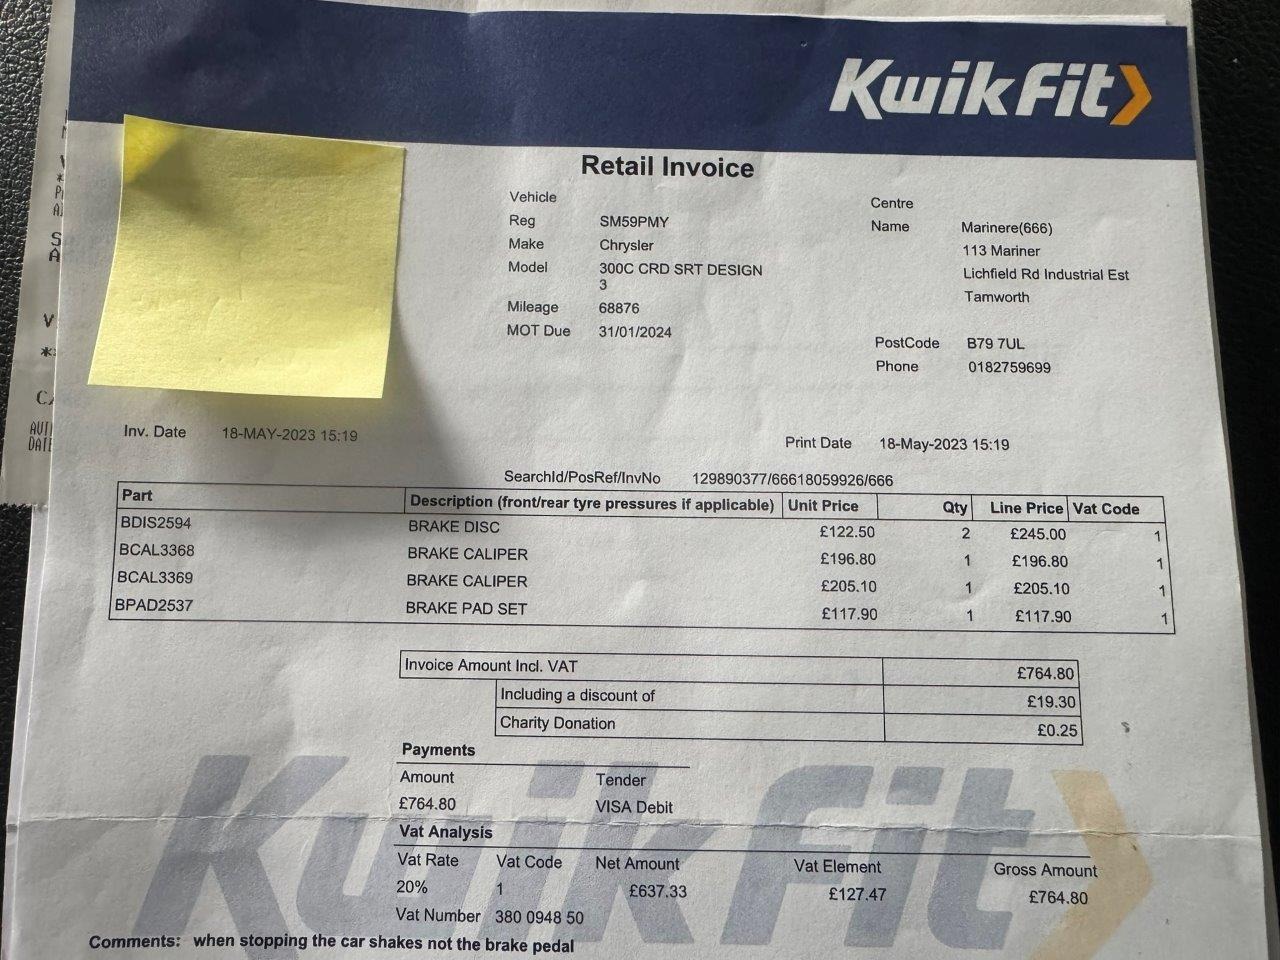 KwikFit
Retail Invoice
Vehicle
Reg SM59PMY
Make Chrysler
Model 300C CRD SRT DESIGN
3
Mileage 68876
MOT Due 31/01/2024
Centre
Name Marinere(666)
113 Mariner
Lichfield Rd Industrial Est
Tamworth
PostCode B79 7UL
Phone 0182759699
Inv. Date 18-MAY-2023 15:19
Print Date 18-May-2023 15:19
SearchId/PosRef/InvNo 129890377/66618059926/666
Part Description (front/rear tyre pressures if applicable) Unit Price Qty Line Price Vat Code
BDIS2594 BRAKE DISC £122.50 2 £245.00 1
BCAL3368 BRAKE CALIPER £196.80 1 £196.80 1
BCAL3369 BRAKE CALIPER £205.10 1 £205.10 1
BPAD2537 BRAKE PAD SET £117.90 1 £117.90 1
Invoice Amount Incl. VAT £764.80
Including a discount of £19.30
Charity Donation £0.25
Payments
Amount Tender
£764.80 VISA Debit
Vat Analysis
Vat Rate Vat Code Net Amount Vat Element Gross Amount
20% 1 £637.33 £127.47 £764.80
Vat Number 380 0948 50
Comments: when stopping the car shakes not the brake pedal
KwikFit